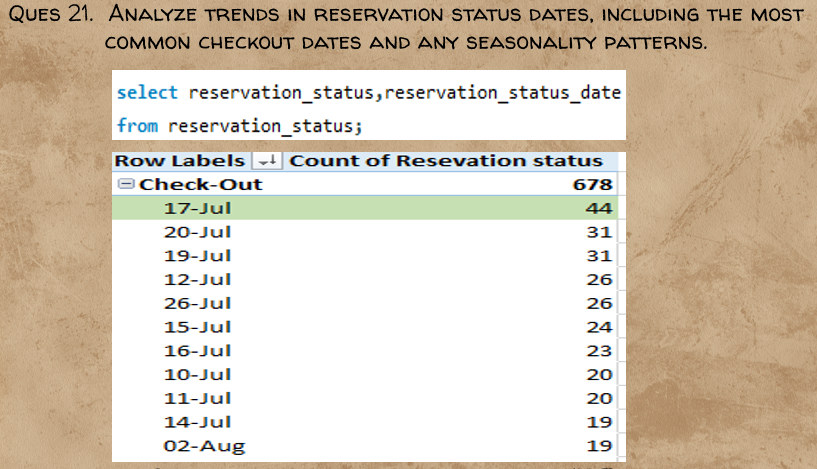 Ques 21. Analyze trends in reservation status dates, including the most
common checkout dates and any seasonality patterns.
select reservation_status,reservation_status_date
from reservation_status;
Row Labels Count of Resevation status
Check-Out 678
17-Jul 44
20-Jul 31
19-Jul 31
12-Jul 26
26-Jul 26
15-Jul 24
16-Jul 23
10-Jul 20
11-Jul 20
14-Jul 19
02-Aug 19